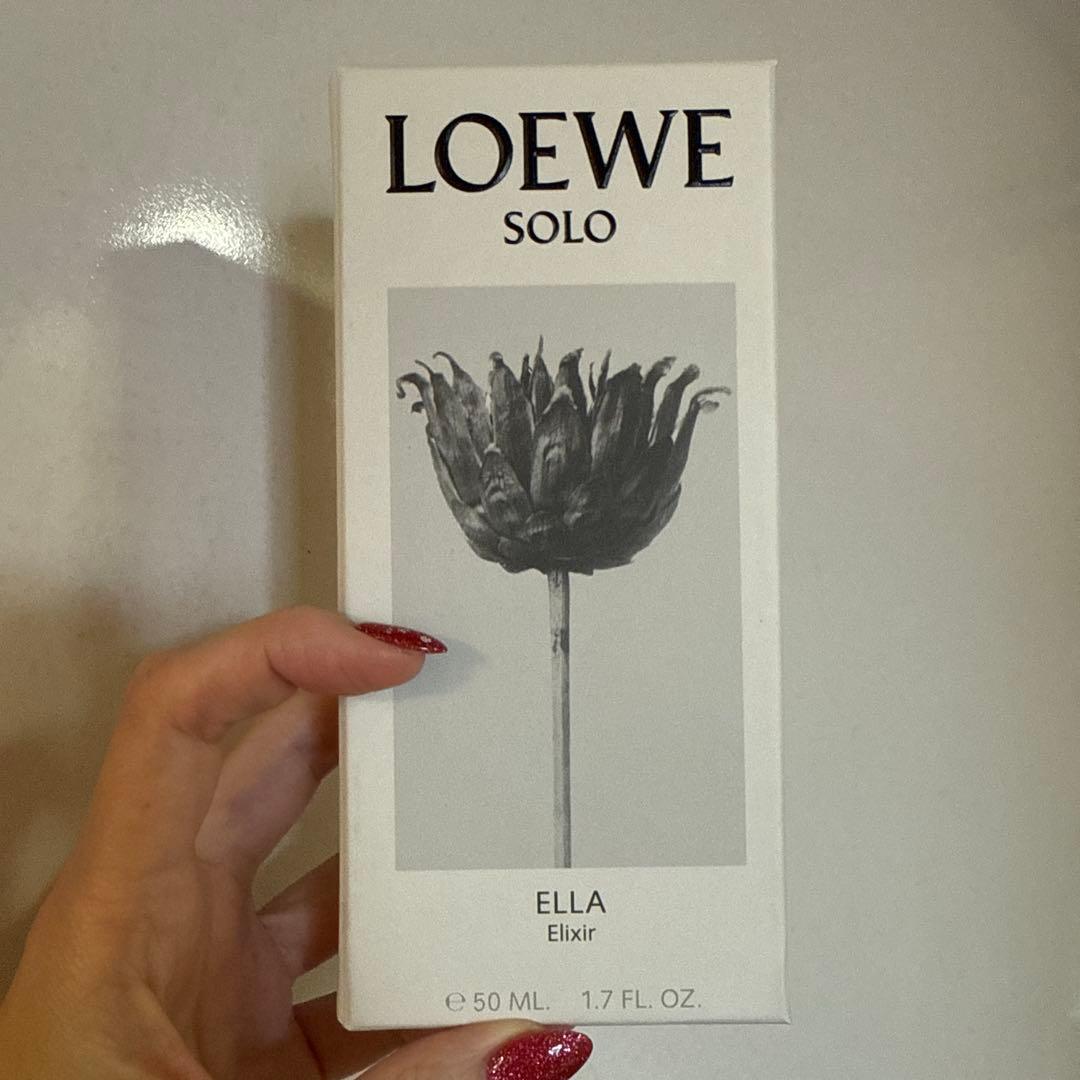 LOEWE
SOLO
ELLA
Elixir
℮ 50 ML. 1.7 FL. OZ.